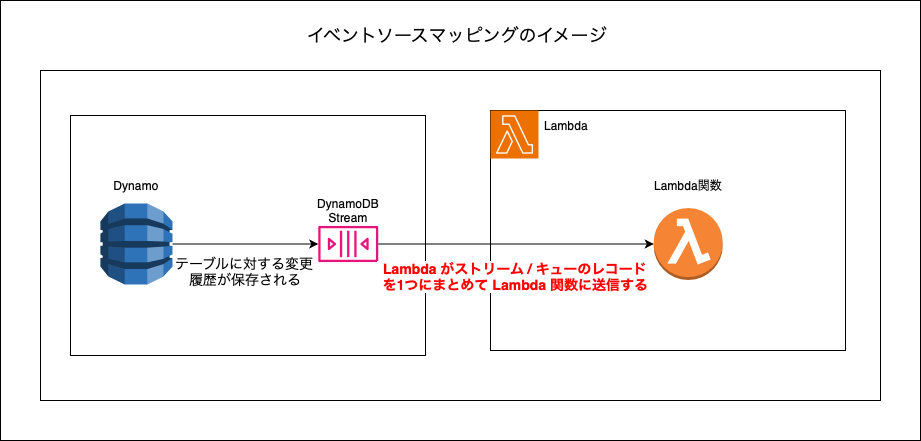 イベントソースマッピングのイメージ
Lambda
Dynamo
Lambda関数
DynamoDB
Stream
テーブルに対する変更
履歴が保存される
Lambda がストリーム / キューのレコード
を1つにまとめて Lambda 関数に送信する